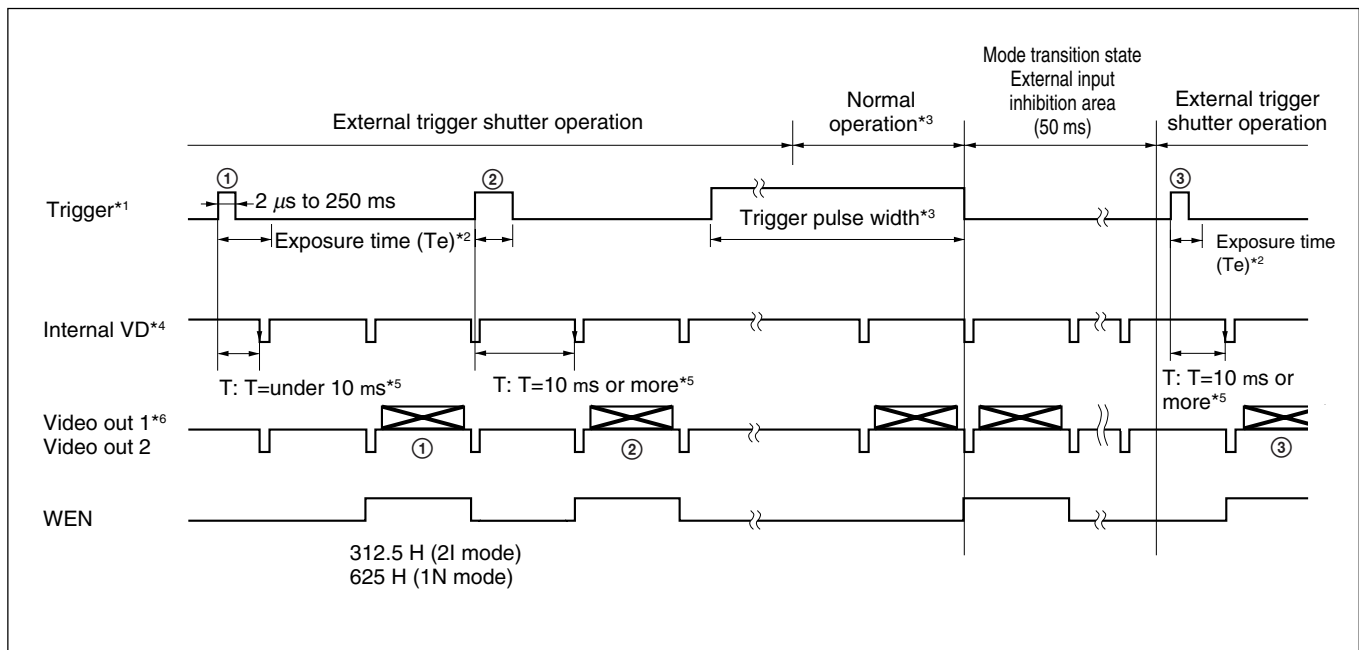 Mode transition state
External input
inhibition area
(50 ms)
Normal
operation*3
External trigger
shutter operation
External trigger shutter operation
①
②
③
Trigger*1
2 µs to 250 ms
Trigger pulse width*3
Exposure time (Te)*2
Exposure time
(Te)*2
Internal VD*4
T: T=under 10 ms*5
T: T=10 ms or more*5
T: T=10 ms or
more*5
Video out 1*6
Video out 2
①
②
③
WEN
312.5 H (2I mode)
625 H (1N mode)